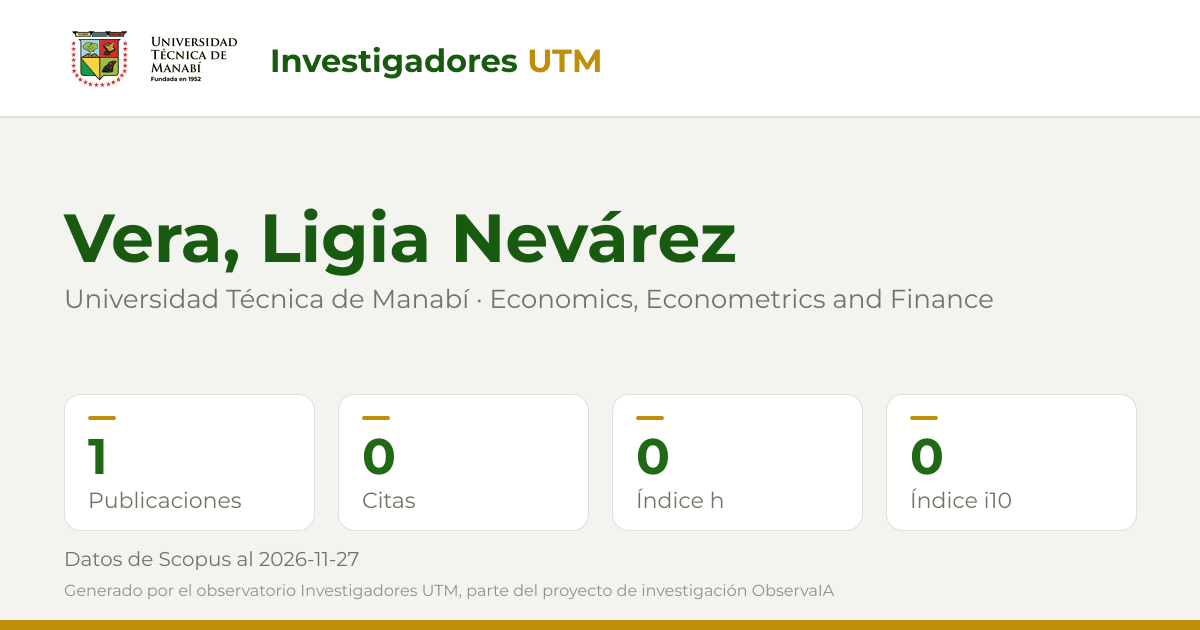 UNIVERSIDAD
TÉCNICA DE
MANABÍ
Fundada en 1952
Investigadores UTM
Vera, Ligia Nevárez
Universidad Técnica de Manabí · Economics, Econometrics and Finance
1
Publicaciones
0
Citas
0
Índice h
0
Índice i10
Datos de Scopus al 2026-11-27
Generado por el observatorio Investigadores UTM, parte del proyecto de investigación ObservaIA